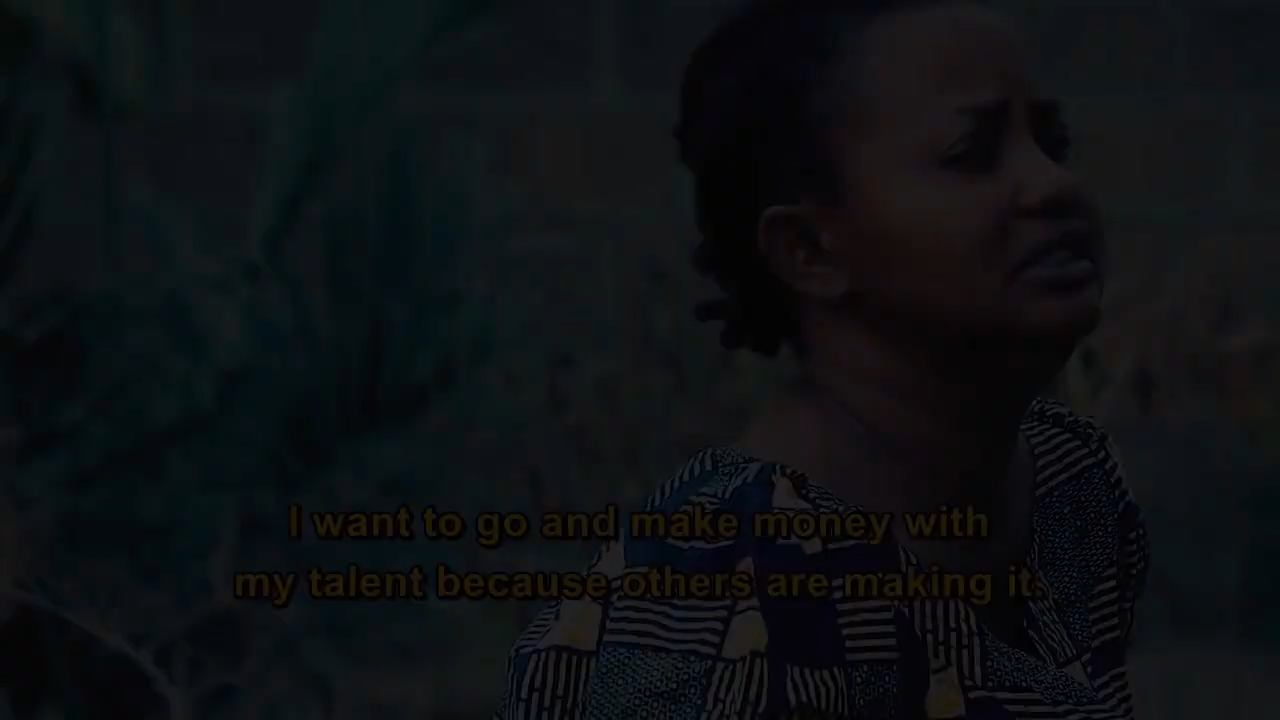 I want to go and make money with
my talent because others are making it.